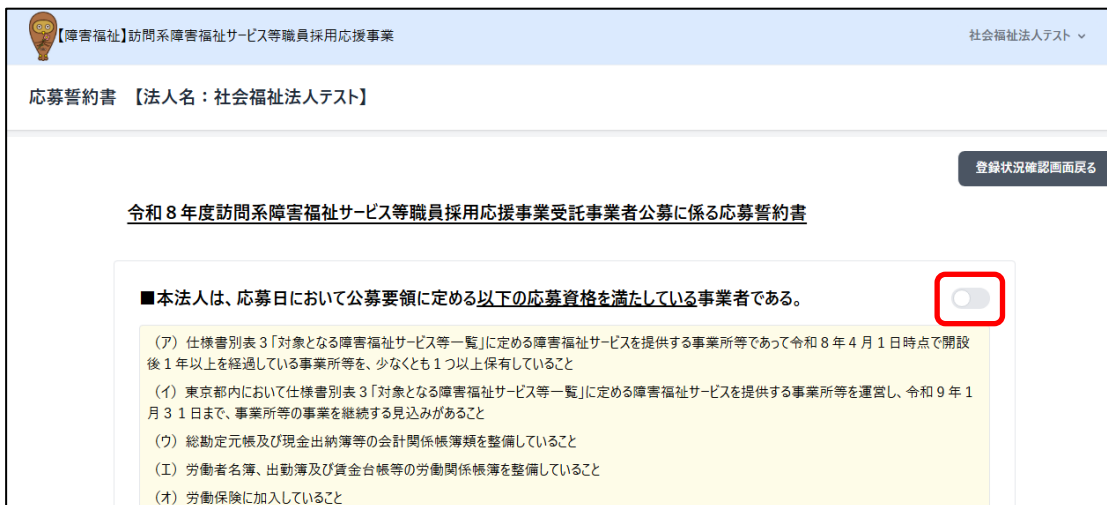 【障害福祉】訪問系障害福祉サービス等職員採用応援事業
社会福祉法人テスト
応募誓約書 【法人名：社会福祉法人テスト】
登録状況確認画面戻る
令和８年度訪問系障害福祉サービス等職員採用応援事業受託事業者公募に係る応募誓約書
■本法人は、応募日において公募要領に定める以下の応募資格を満たしている事業者である。
（ア）仕様書別表３「対象となる障害福祉サービス等一覧」に定める障害福祉サービスを提供する事業所等であって令和８年４月１日時点で開設
後１年以上を経過している事業所等を、少なくとも１つ以上保有していること
（イ）東京都内において仕様書別表３「対象となる障害福祉サービス等一覧」に定める障害福祉サービスを提供する事業所等を運営し、令和９年１
月３１日まで、事業所等の事業を継続する見込みがあること
（ウ）総勘定元帳及び現金出納簿等の会計関係帳簿類を整備していること
（エ）労働者名簿、出勤簿及び賃金台帳等の労働関係帳簿を整備していること
（オ）労働保険に加入していること